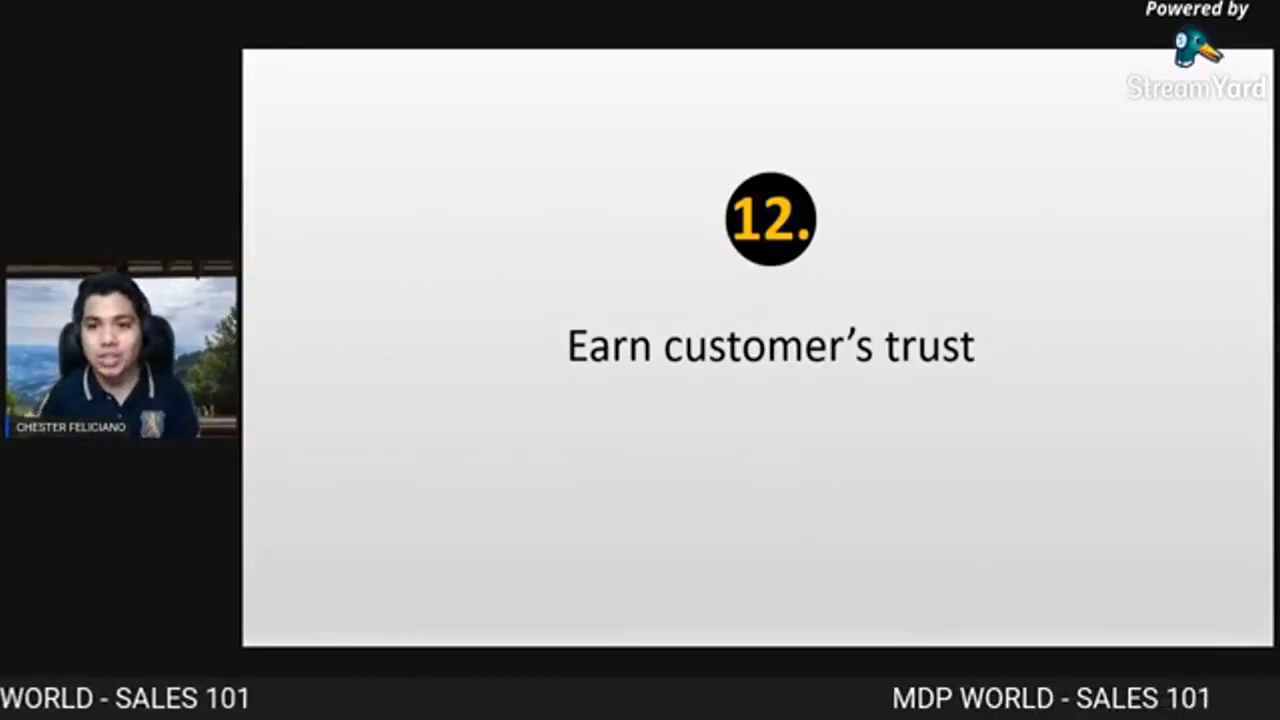 Powered by
StreamYard
12.
Earn customer’s trust
CHESTER FELICIANO
WORLD - SALES 101
MDP WORLD - SALES 101